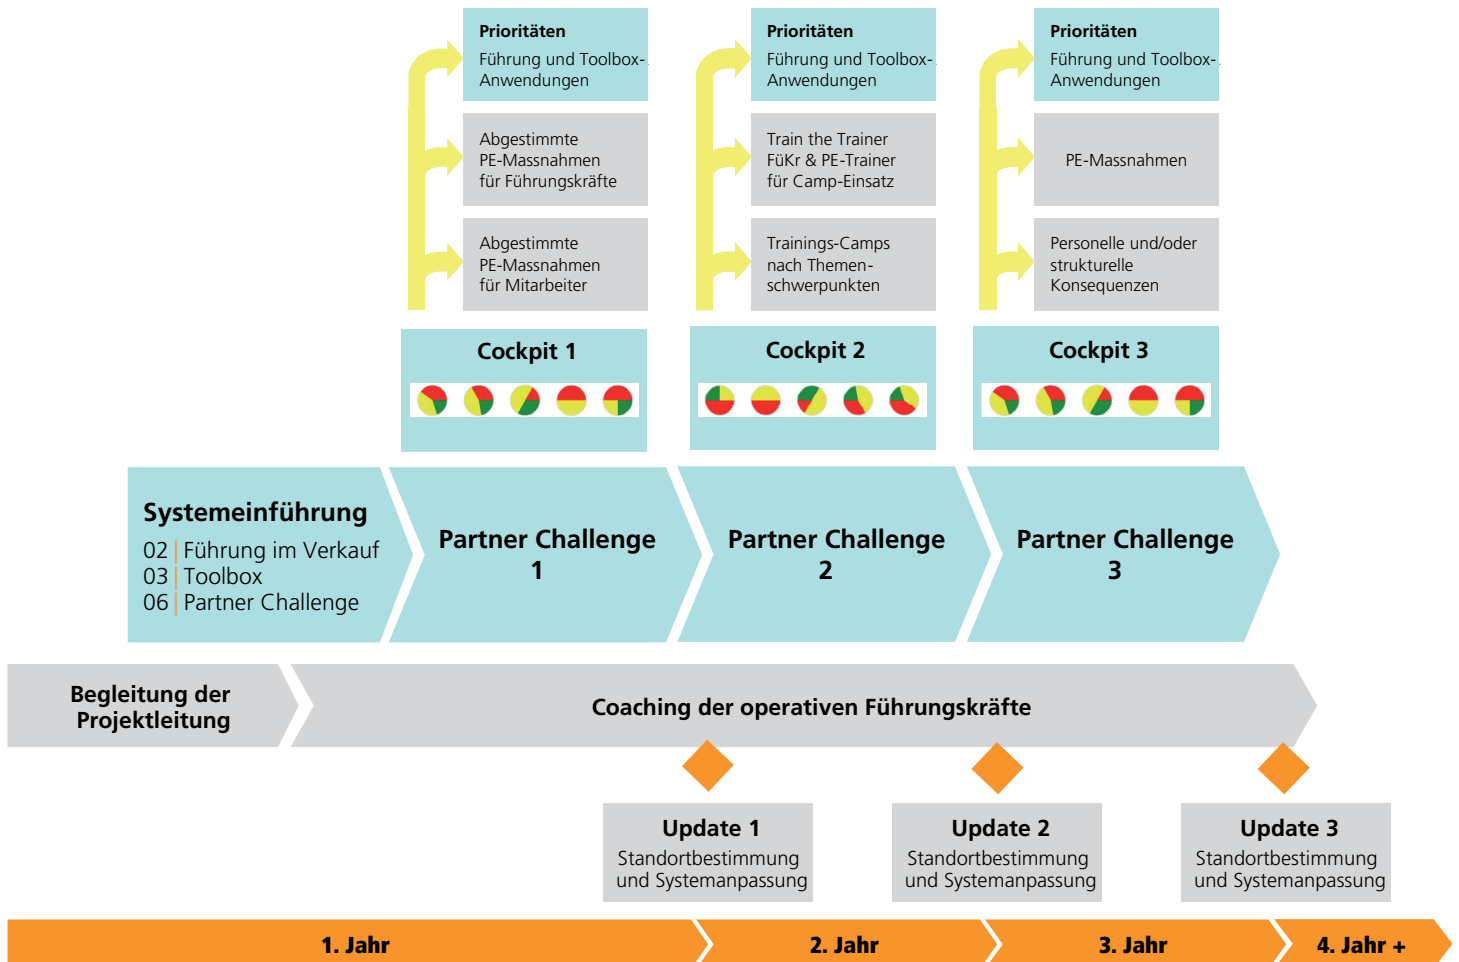 Prioritäten
Führung und Toolbox-
Anwendungen
Abgestimmte
PE-Massnahmen
für Führungskräfte
Abgestimmte
PE-Massnahmen
für Mitarbeiter
Prioritäten
Führung und Toolbox-
Anwendungen
Train the Trainer
FüKr & PE-Trainer
für Camp-Einsatz
Trainings-Camps
nach Themen-
schwerpunkten
Prioritäten
Führung und Toolbox-
Anwendungen
PE-Massnahmen
Personelle und/oder
strukturelle
Konsequenzen
Cockpit 1
Cockpit 2
Cockpit 3
Systemeinführung
02 | Führung im Verkauf
03 | Toolbox
06 | Partner Challenge
Partner Challenge
1
Partner Challenge
2
Partner Challenge
3
Begleitung der
Projektleitung
Coaching der operativen Führungskräfte
Update 1
Standortbestimmung
und Systemanpassung
Update 2
Standortbestimmung
und Systemanpassung
Update 3
Standortbestimmung
und Systemanpassung
1. Jahr
2. Jahr
3. Jahr
4. Jahr +